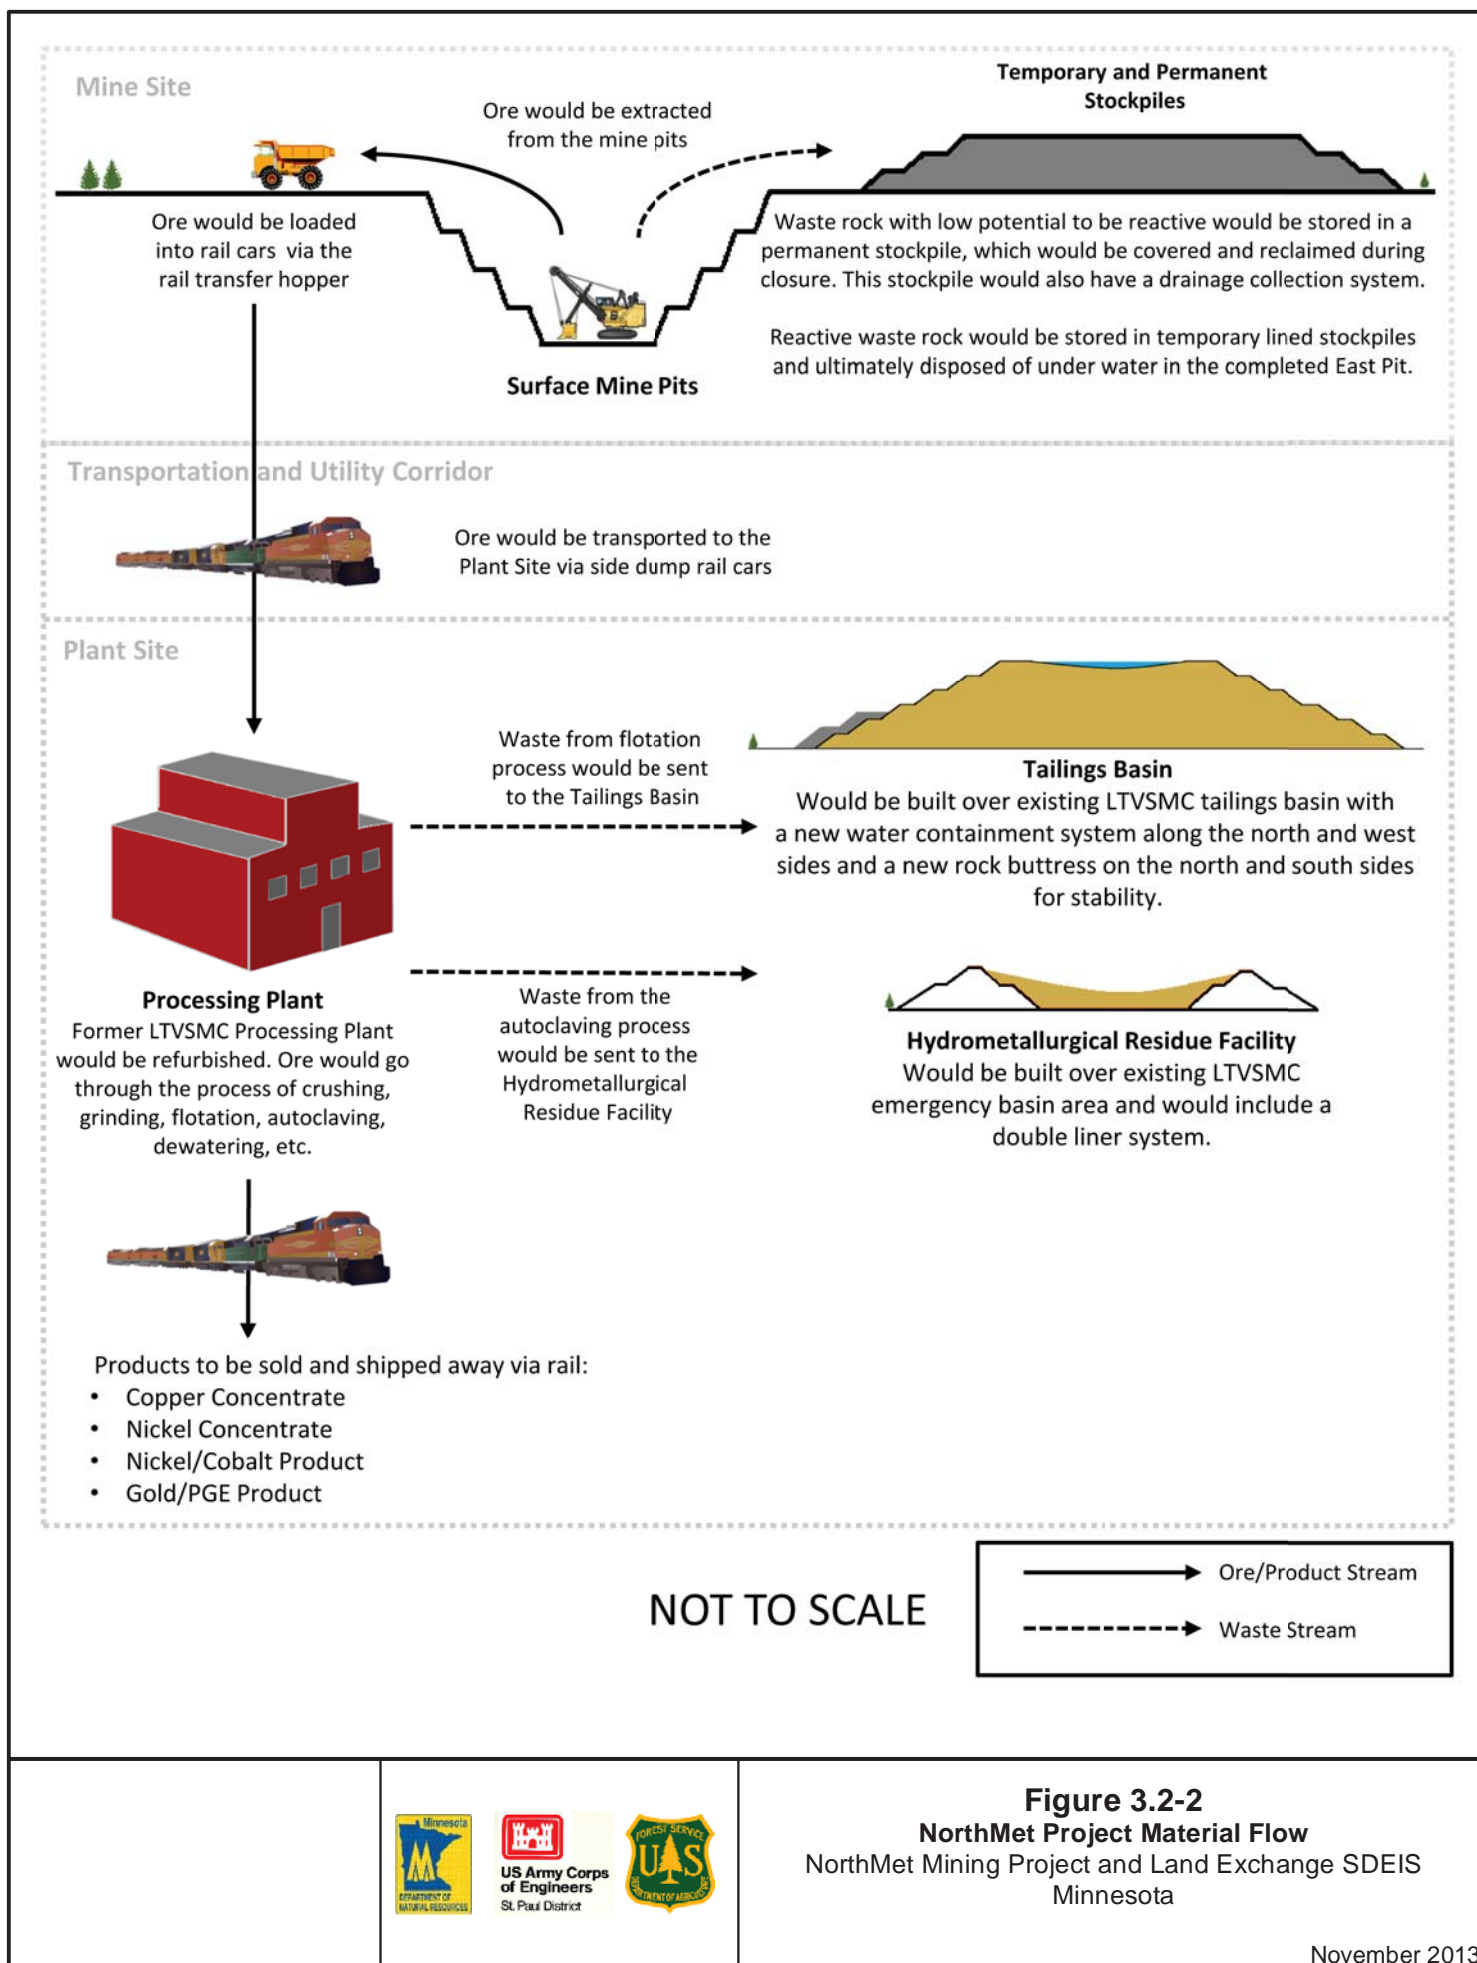 Mine Site
Ore would be extracted
from the mine pits
Temporary and Permanent
Stockpiles
Ore would be loaded
into rail cars via the
rail transfer hopper
Surface Mine Pits
Waste rock with low potential to be reactive would be stored in a
permanent stockpile, which would be covered and reclaimed during
closure. This stockpile would also have a drainage collection system.
Reactive waste rock would be stored in temporary lined stockpiles
and ultimately disposed of under water in the completed East Pit.
Transportation and Utility Corridor
Ore would be transported to the
Plant Site via side dump rail cars
Plant Site
Waste from flotation
process would be sent
to the Tailings Basin
Tailings Basin
Would be built over existing LTVSMC tailings basin with
a new water containment system along the north and west
sides and a new rock buttress on the north and south sides
for stability.
Processing Plant
Former LTVSMC Processing Plant
would be refurbished. Ore would go
through the process of crushing,
grinding, flotation, autoclaving,
dewatering, etc.
Waste from the
autoclaving process
would be sent to the
Hydrometallurgical
Residue Facility
Hydrometallurgical Residue Facility
Would be built over existing LTVSMC
emergency basin area and would include a
double liner system.
Products to be sold and shipped away via rail:
• Copper Concentrate
• Nickel Concentrate
• Nickel/Cobalt Product
• Gold/PGE Product
NOT TO SCALE
Ore/Product Stream
Waste Stream
Minnesota
M
DEPARTMENT OF
NATURAL RESOURCES
US Army Corps
of Engineers
St. Paul District
FOREST SERVICE
US
DEPARTMENT OF AGRICULTURE
Figure 3.2-2
NorthMet Project Material Flow
NorthMet Mining Project and Land Exchange SDEIS
Minnesota
November 2013